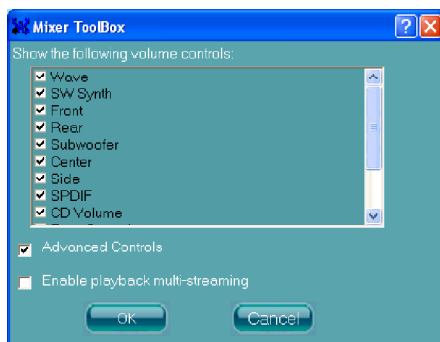 Mixer ToolBox
Show the following volume controls:
Wave
SW Synth
Front
Rear
Subwoofer
Center
Side
SPDIF
CD Volume
Advanced Controls
Enable playback multi-streaming
OK
Cancel